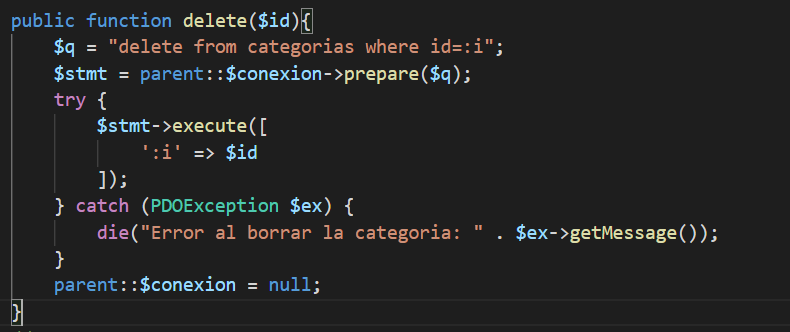 public function delete($id){
    $q = "delete from categorias where id=:i";
    $stmt = parent::$conexion->prepare($q);
    try {
        $stmt->execute([
            ':i' => $id
        ]);
    } catch (PDOException $ex) {
        die("Error al borrar la categoria: " . $ex->getMessage());
    }
    parent::$conexion = null;
}